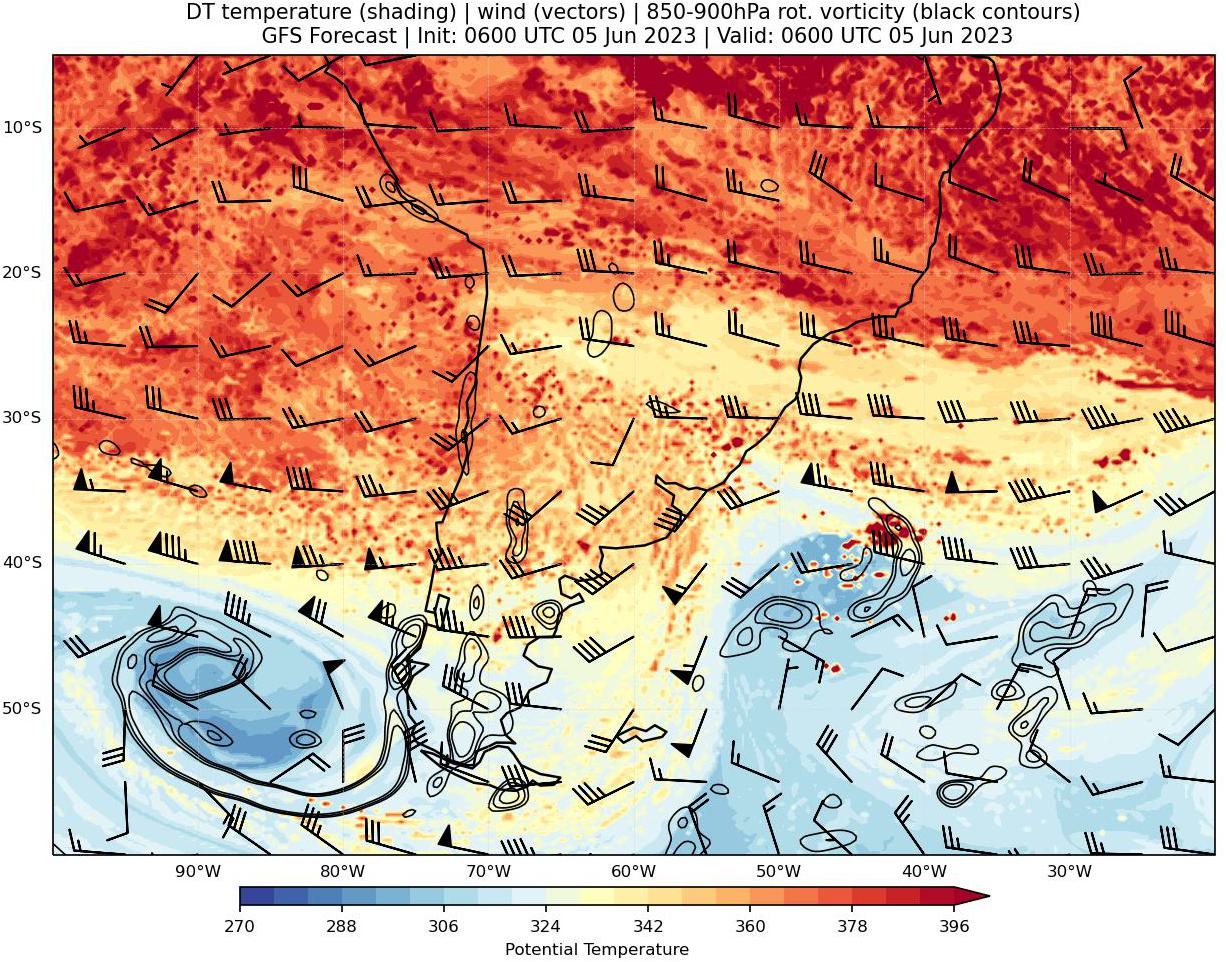 DT temperature (shading) | wind (vectors) | 850-900hPa rot. vorticity (black contours)
GFS Forecast | Init: 0600 UTC 05 Jun 2023 | Valid: 0600 UTC 05 Jun 2023
10°S
20°S
30°S
40°S
50°S
90°W 80°W 70°W 60°W 50°W 40°W 30°W
270 288 306 324 342 360 378 396
Potential Temperature